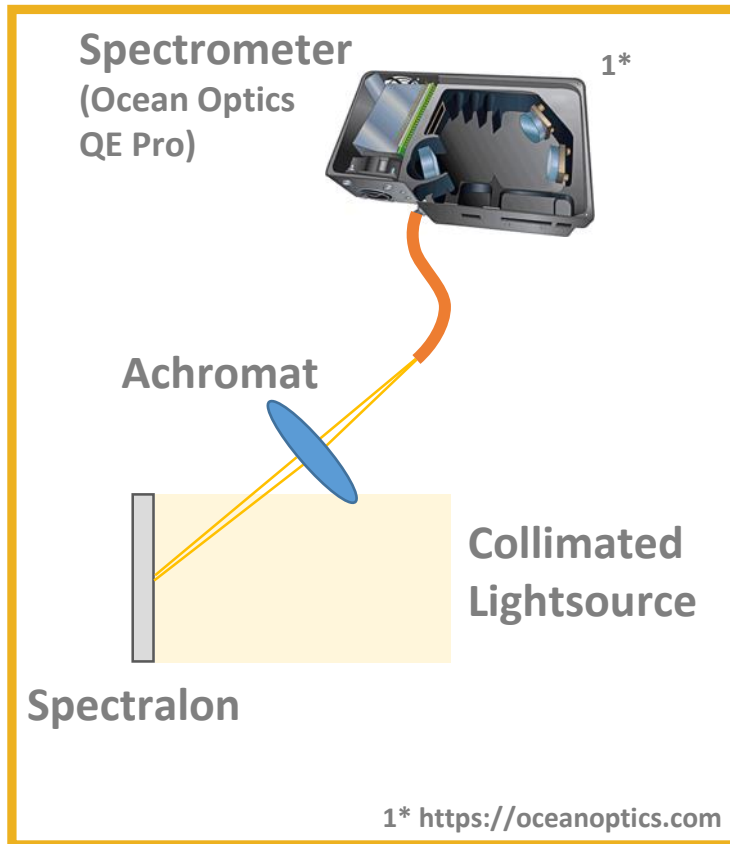 Spectrometer
(Ocean Optics
QE Pro)
1*
Achromat
Collimated
Lightsource
Spectralon
1* https://oceanoptics.com